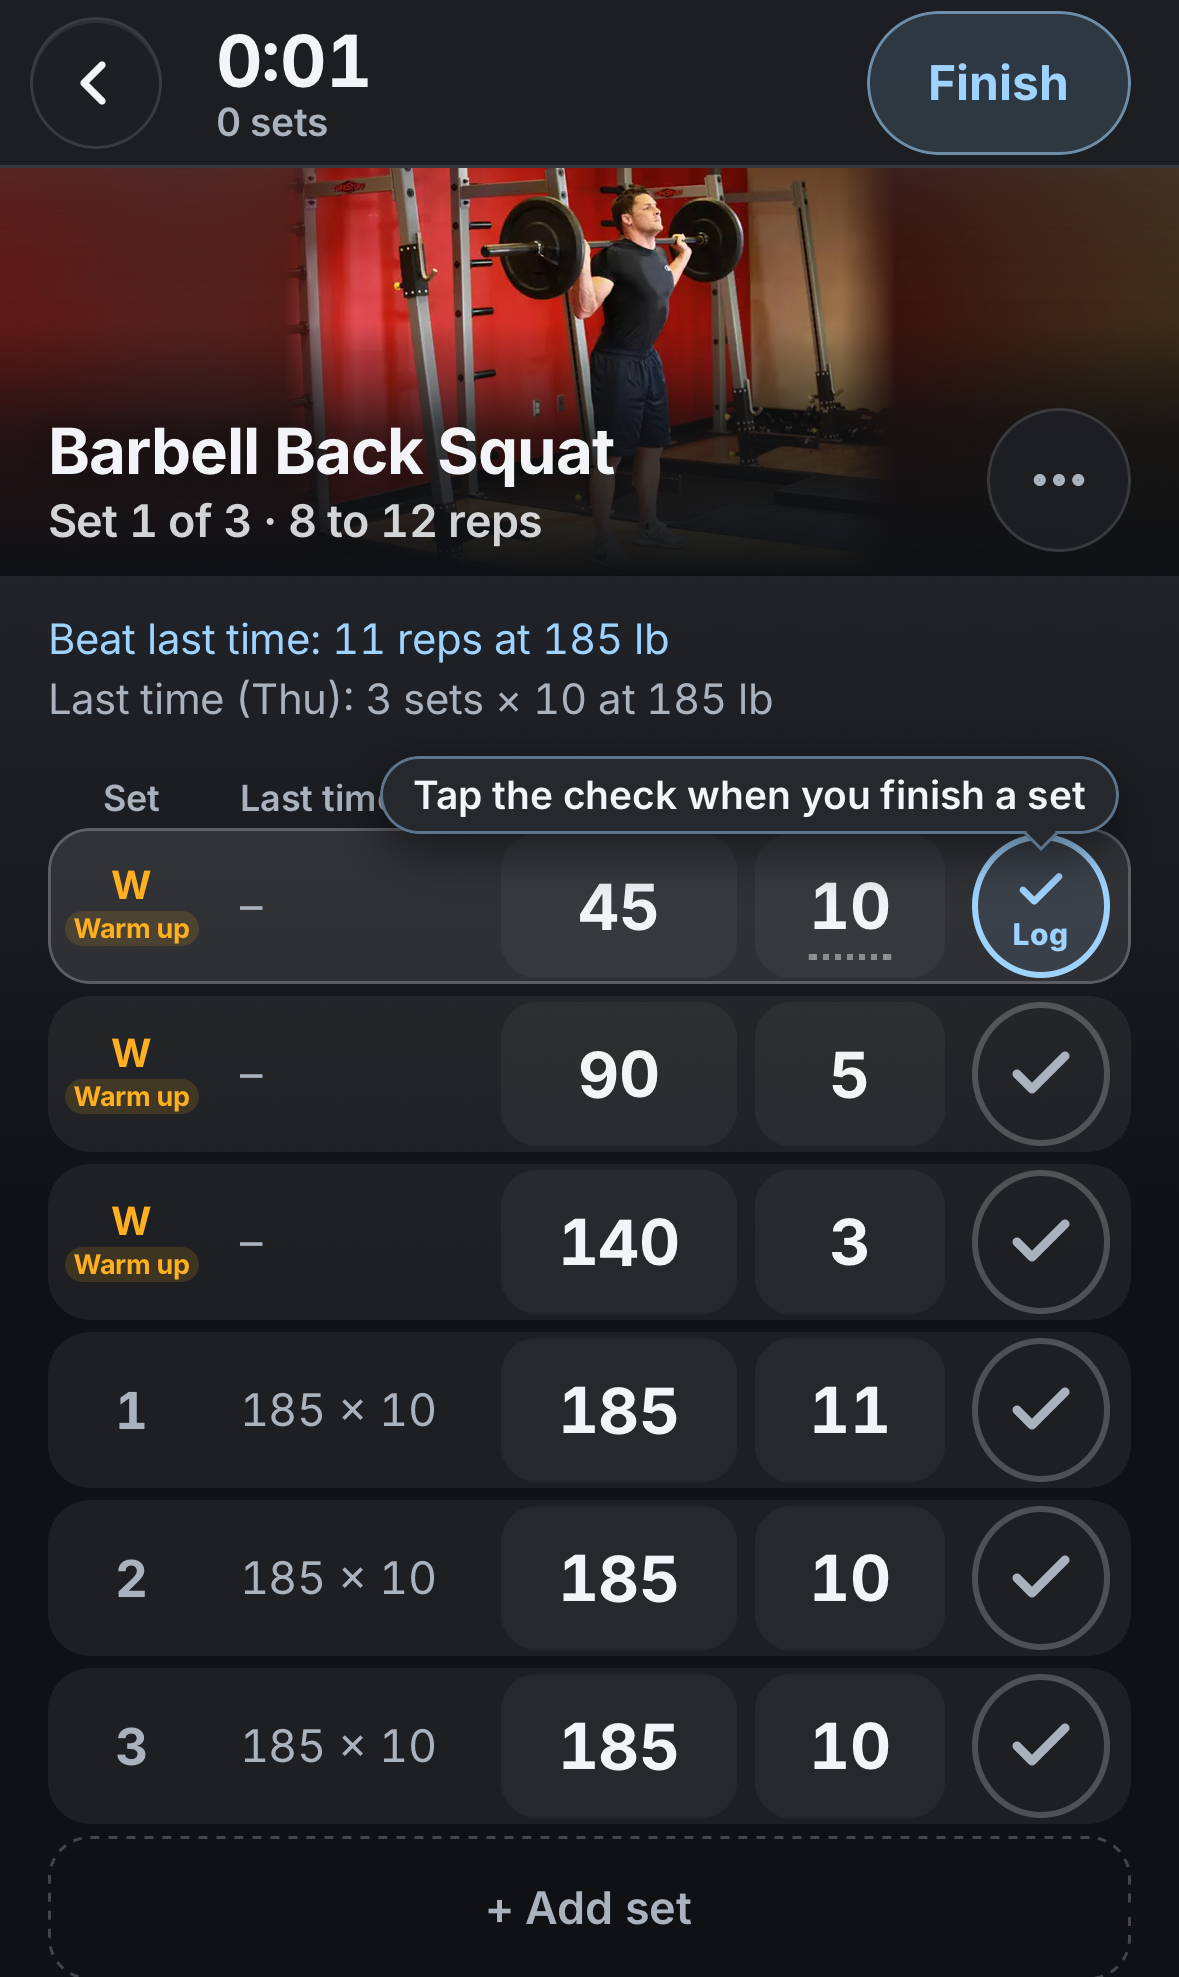 0:01
0 sets
Finish
Barbell Back Squat
Set 1 of 3 · 8 to 12 reps
Beat last time: 11 reps at 185 lb
Last time (Thu): 3 sets × 10 at 185 lb
Set Last time
Tap the check when you finish a set
W
Warm up
– 45 10
Log
W
Warm up
– 90 5
W
Warm up
– 140 3
1 185 × 10 185 11
2 185 × 10 185 10
3 185 × 10 185 10
+ Add set